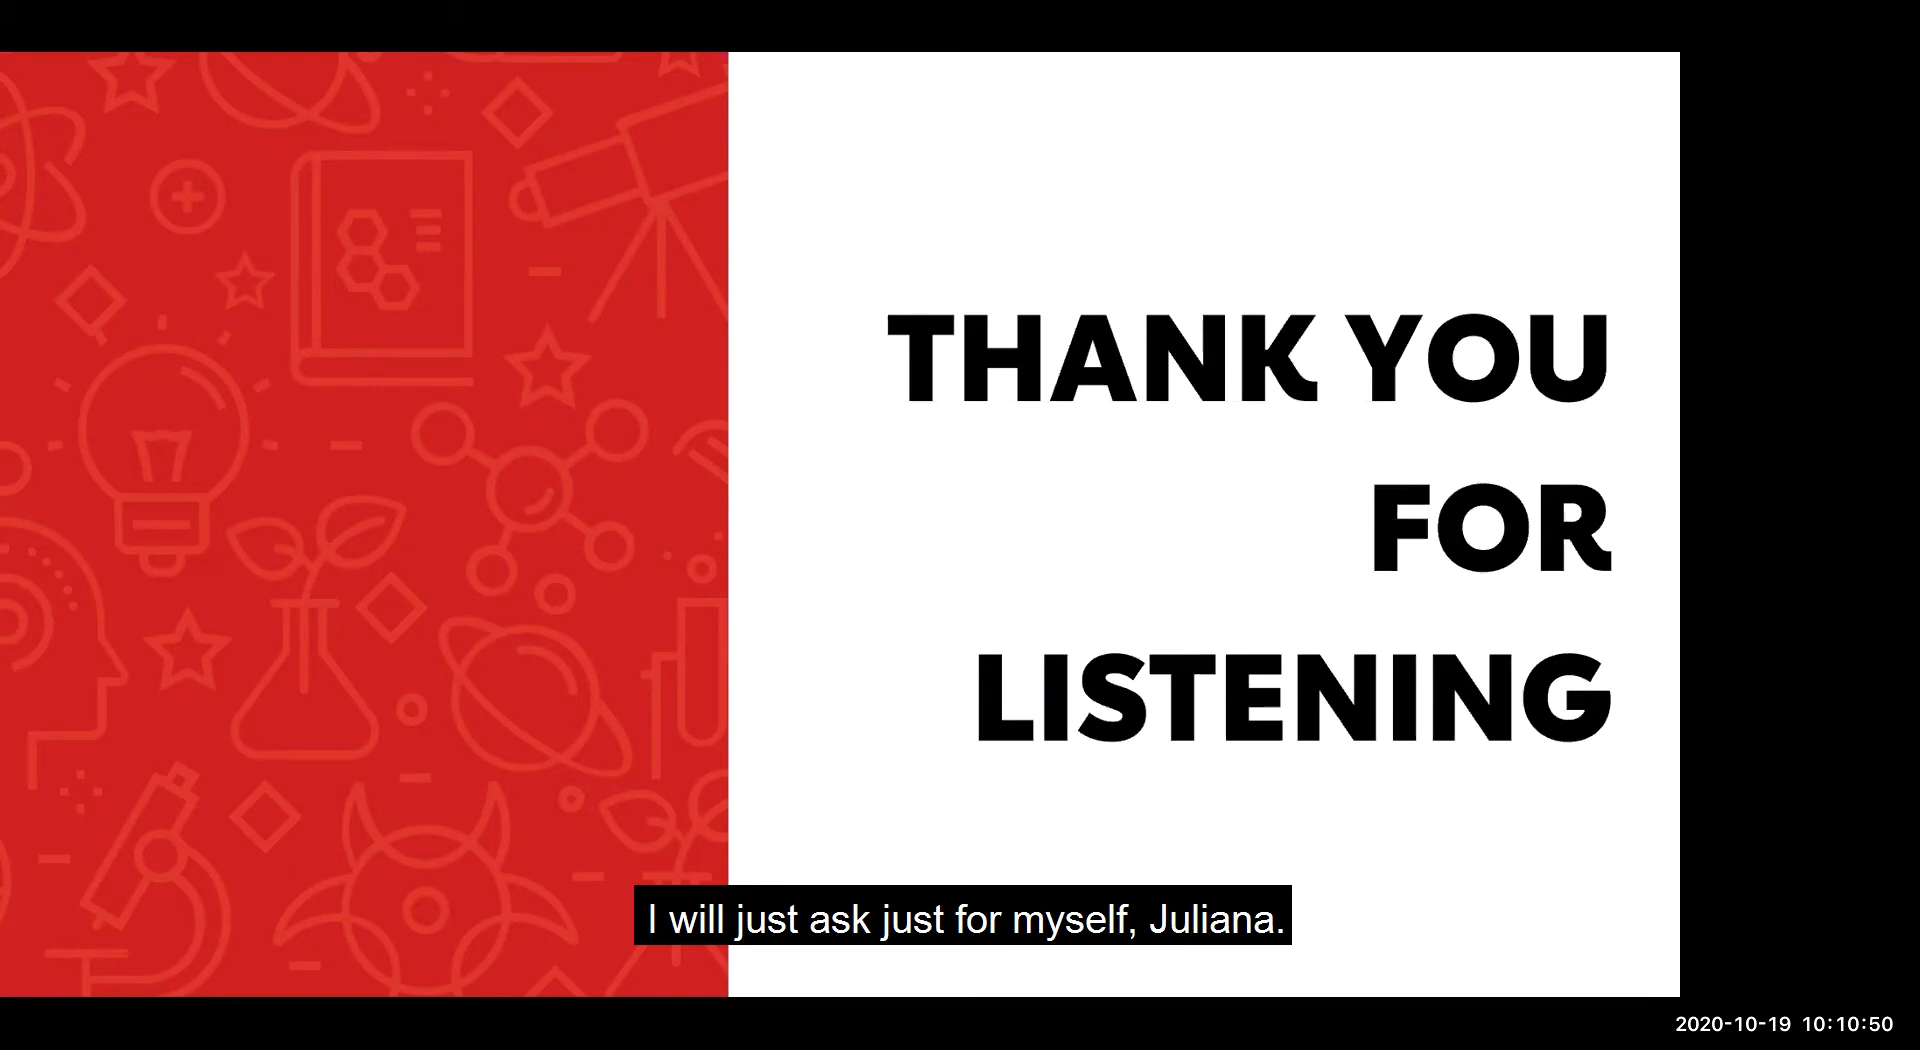 THANK YOU
FOR
LISTENING
I will just ask just for myself, Juliana.
2020-10-19 10:10:50